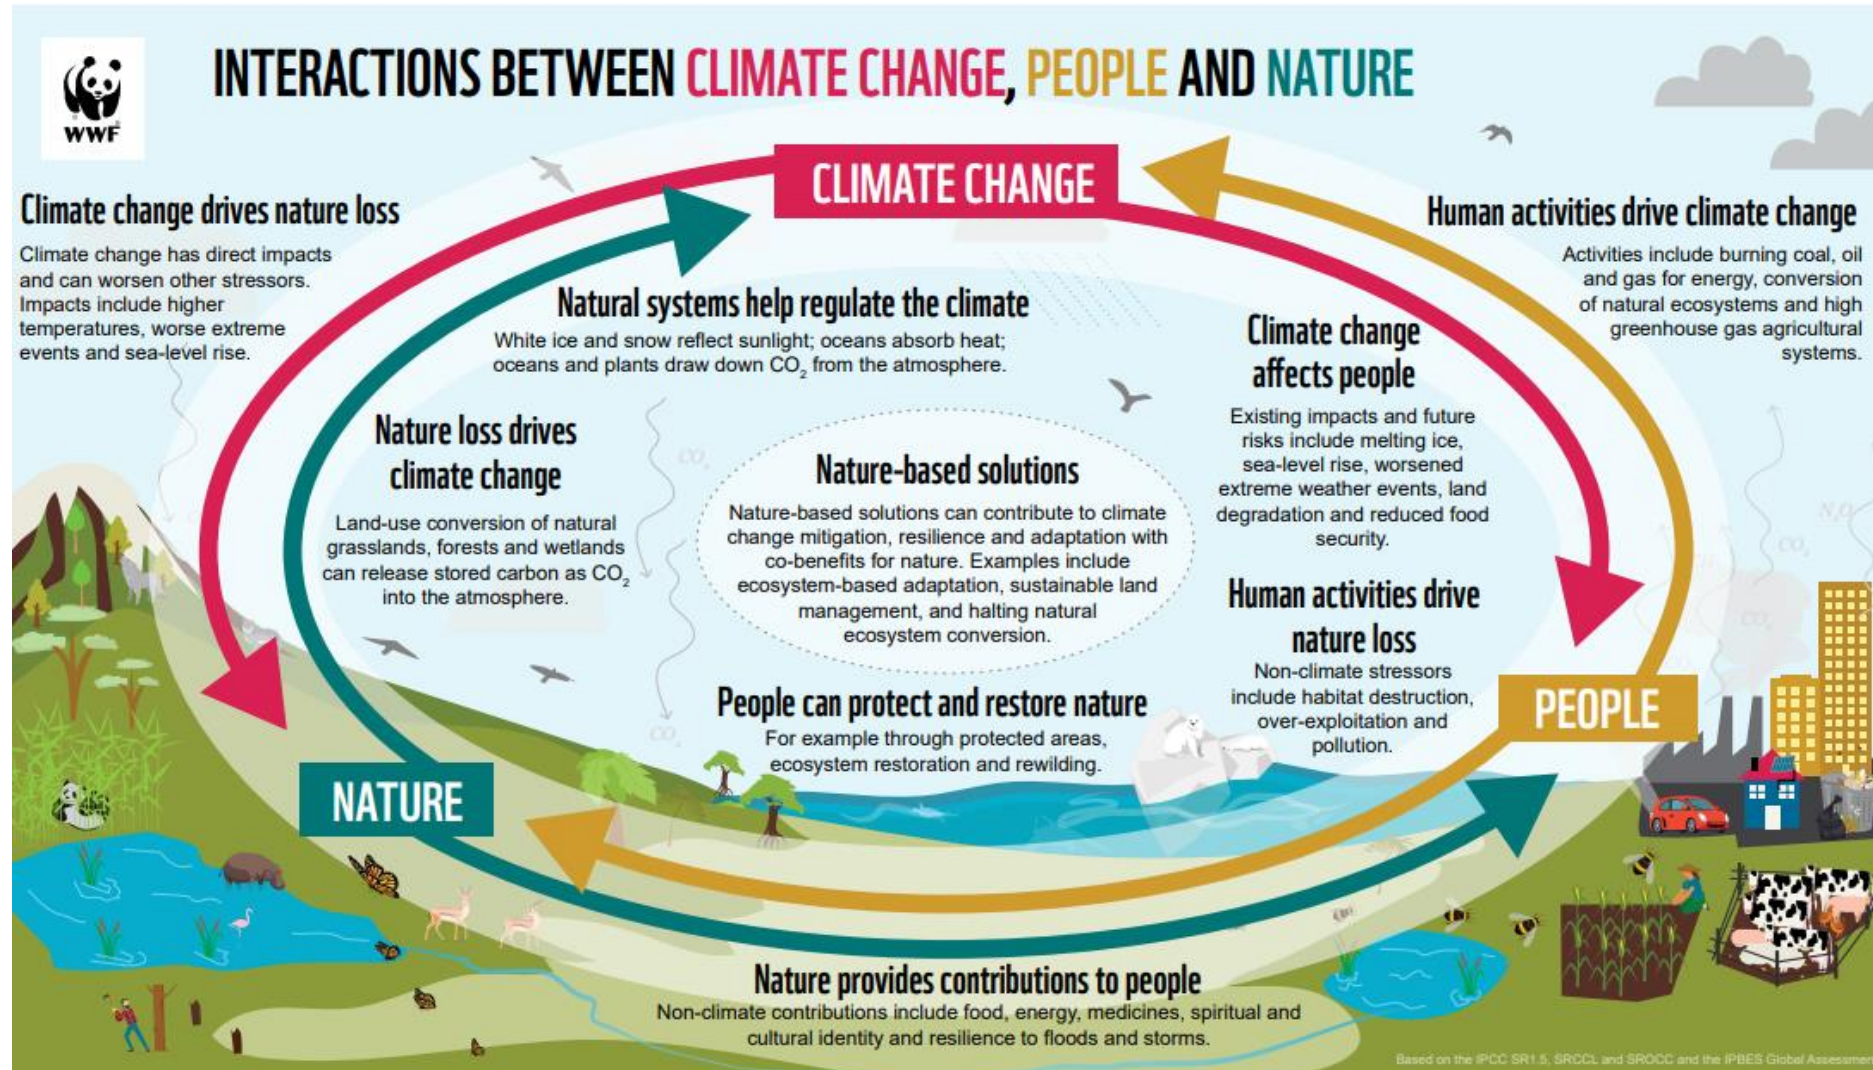 WWF
INTERACTIONS BETWEEN CLIMATE CHANGE, PEOPLE AND NATURE
CLIMATE CHANGE
Climate change drives nature loss
Climate change has direct impacts
and can worsen other stressors.
Impacts include higher
temperatures, worse extreme
events and sea-level rise.
Human activities drive climate change
Activities include burning coal, oil
and gas for energy, conversion
of natural ecosystems and high
greenhouse gas agricultural
systems.
Natural systems help regulate the climate
White ice and snow reflect sunlight; oceans absorb heat;
oceans and plants draw down CO₂ from the atmosphere.
Climate change
affects people
Existing impacts and future
risks include melting ice,
sea-level rise, worsened
extreme weather events, land
degradation and reduced food
security.
Nature loss drives
climate change
Land-use conversion of natural
grasslands, forests and wetlands
can release stored carbon as CO₂
into the atmosphere.
CO₂
Nature-based solutions
Nature-based solutions can contribute to climate
change mitigation, resilience and adaptation with
co-benefits for nature. Examples include
ecosystem-based adaptation, sustainable land
management, and halting natural
ecosystem conversion.
N₂O
CO₂
CO₂
Human activities drive
nature loss
Non-climate stressors
include habitat destruction,
over-exploitation and
pollution.
People can protect and restore nature
For example through protected areas,
ecosystem restoration and rewilding.
CO₂
PEOPLE
NATURE
Nature provides contributions to people
Non-climate contributions include food, energy, medicines, spiritual and
cultural identity and resilience to floods and storms.
Based on the IPCC SR1.5, SRCCL and SROCC and the IPBES Global Assessmen